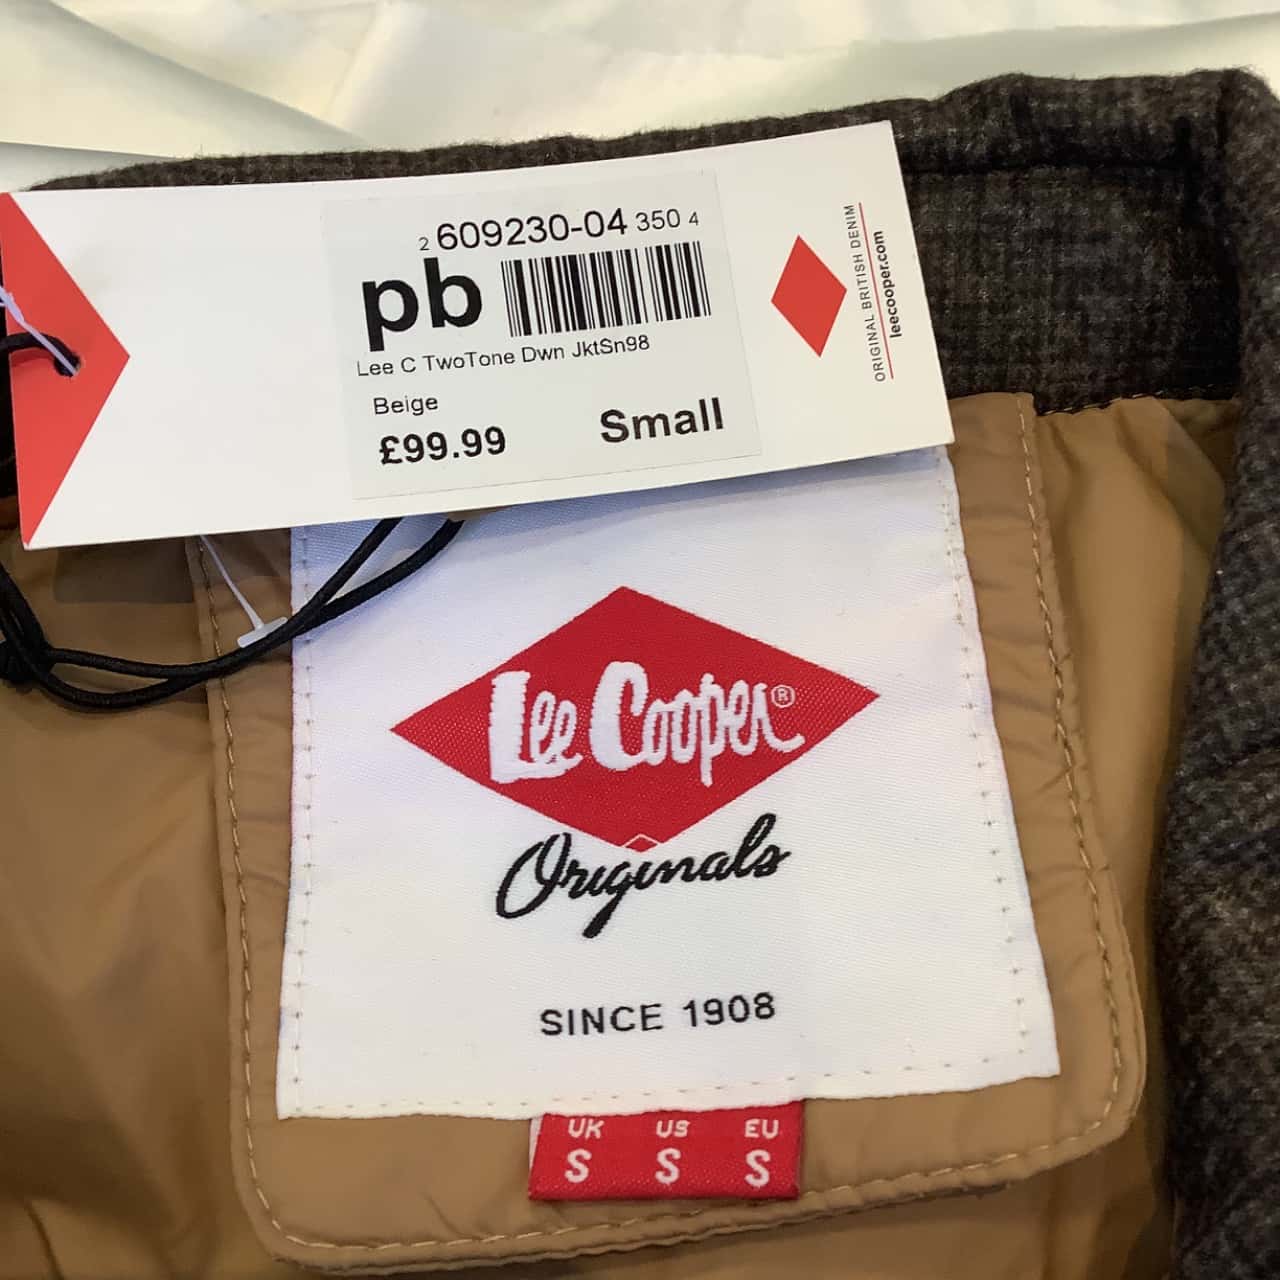 2 609230-04 350 4
pb
Lee C TwoTone Dwn JktSn98
Beige
£99.99 Small
ORIGINAL BRITISH DENIM
leecooper.com
Lee Cooper®
Originals
SINCE 1908
UK US EU
S S S